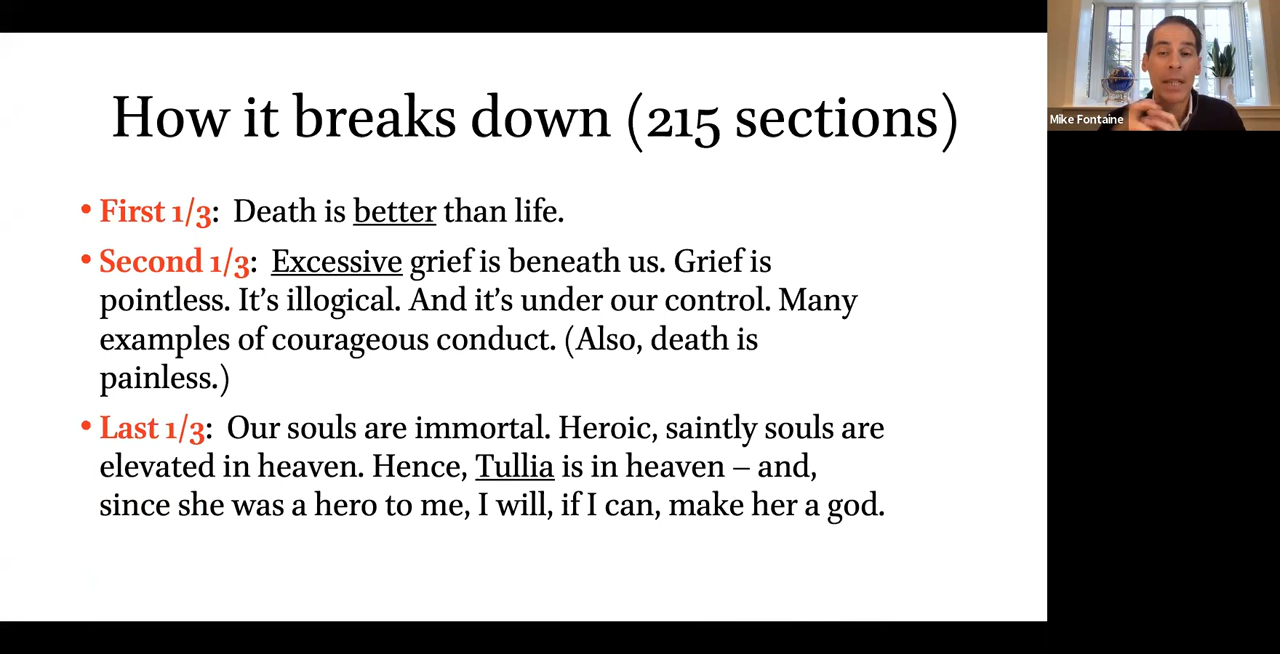 How it breaks down (215 sections)
• First 1/3: Death is better than life.
• Second 1/3: Excessive grief is beneath us. Grief is
pointless. It’s illogical. And it’s under our control. Many
examples of courageous conduct. (Also, death is
painless.)
• Last 1/3: Our souls are immortal. Heroic, saintly souls are
elevated in heaven. Hence, Tullia is in heaven – and,
since she was a hero to me, I will, if I can, make her a god.
Mike Fontaine